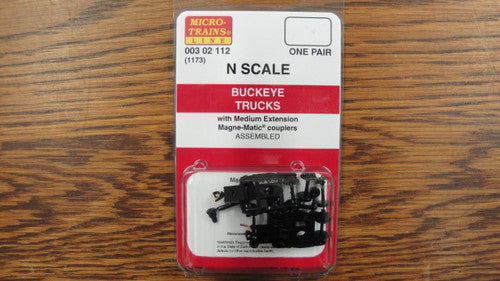 MICRO-
TRAINS®
LINE
003 02 112
(1173)
ONE PAIR
N SCALE
BUCKEYE
TRUCKS
with Medium Extension
Magne-Matic® couplers
ASSEMBLED